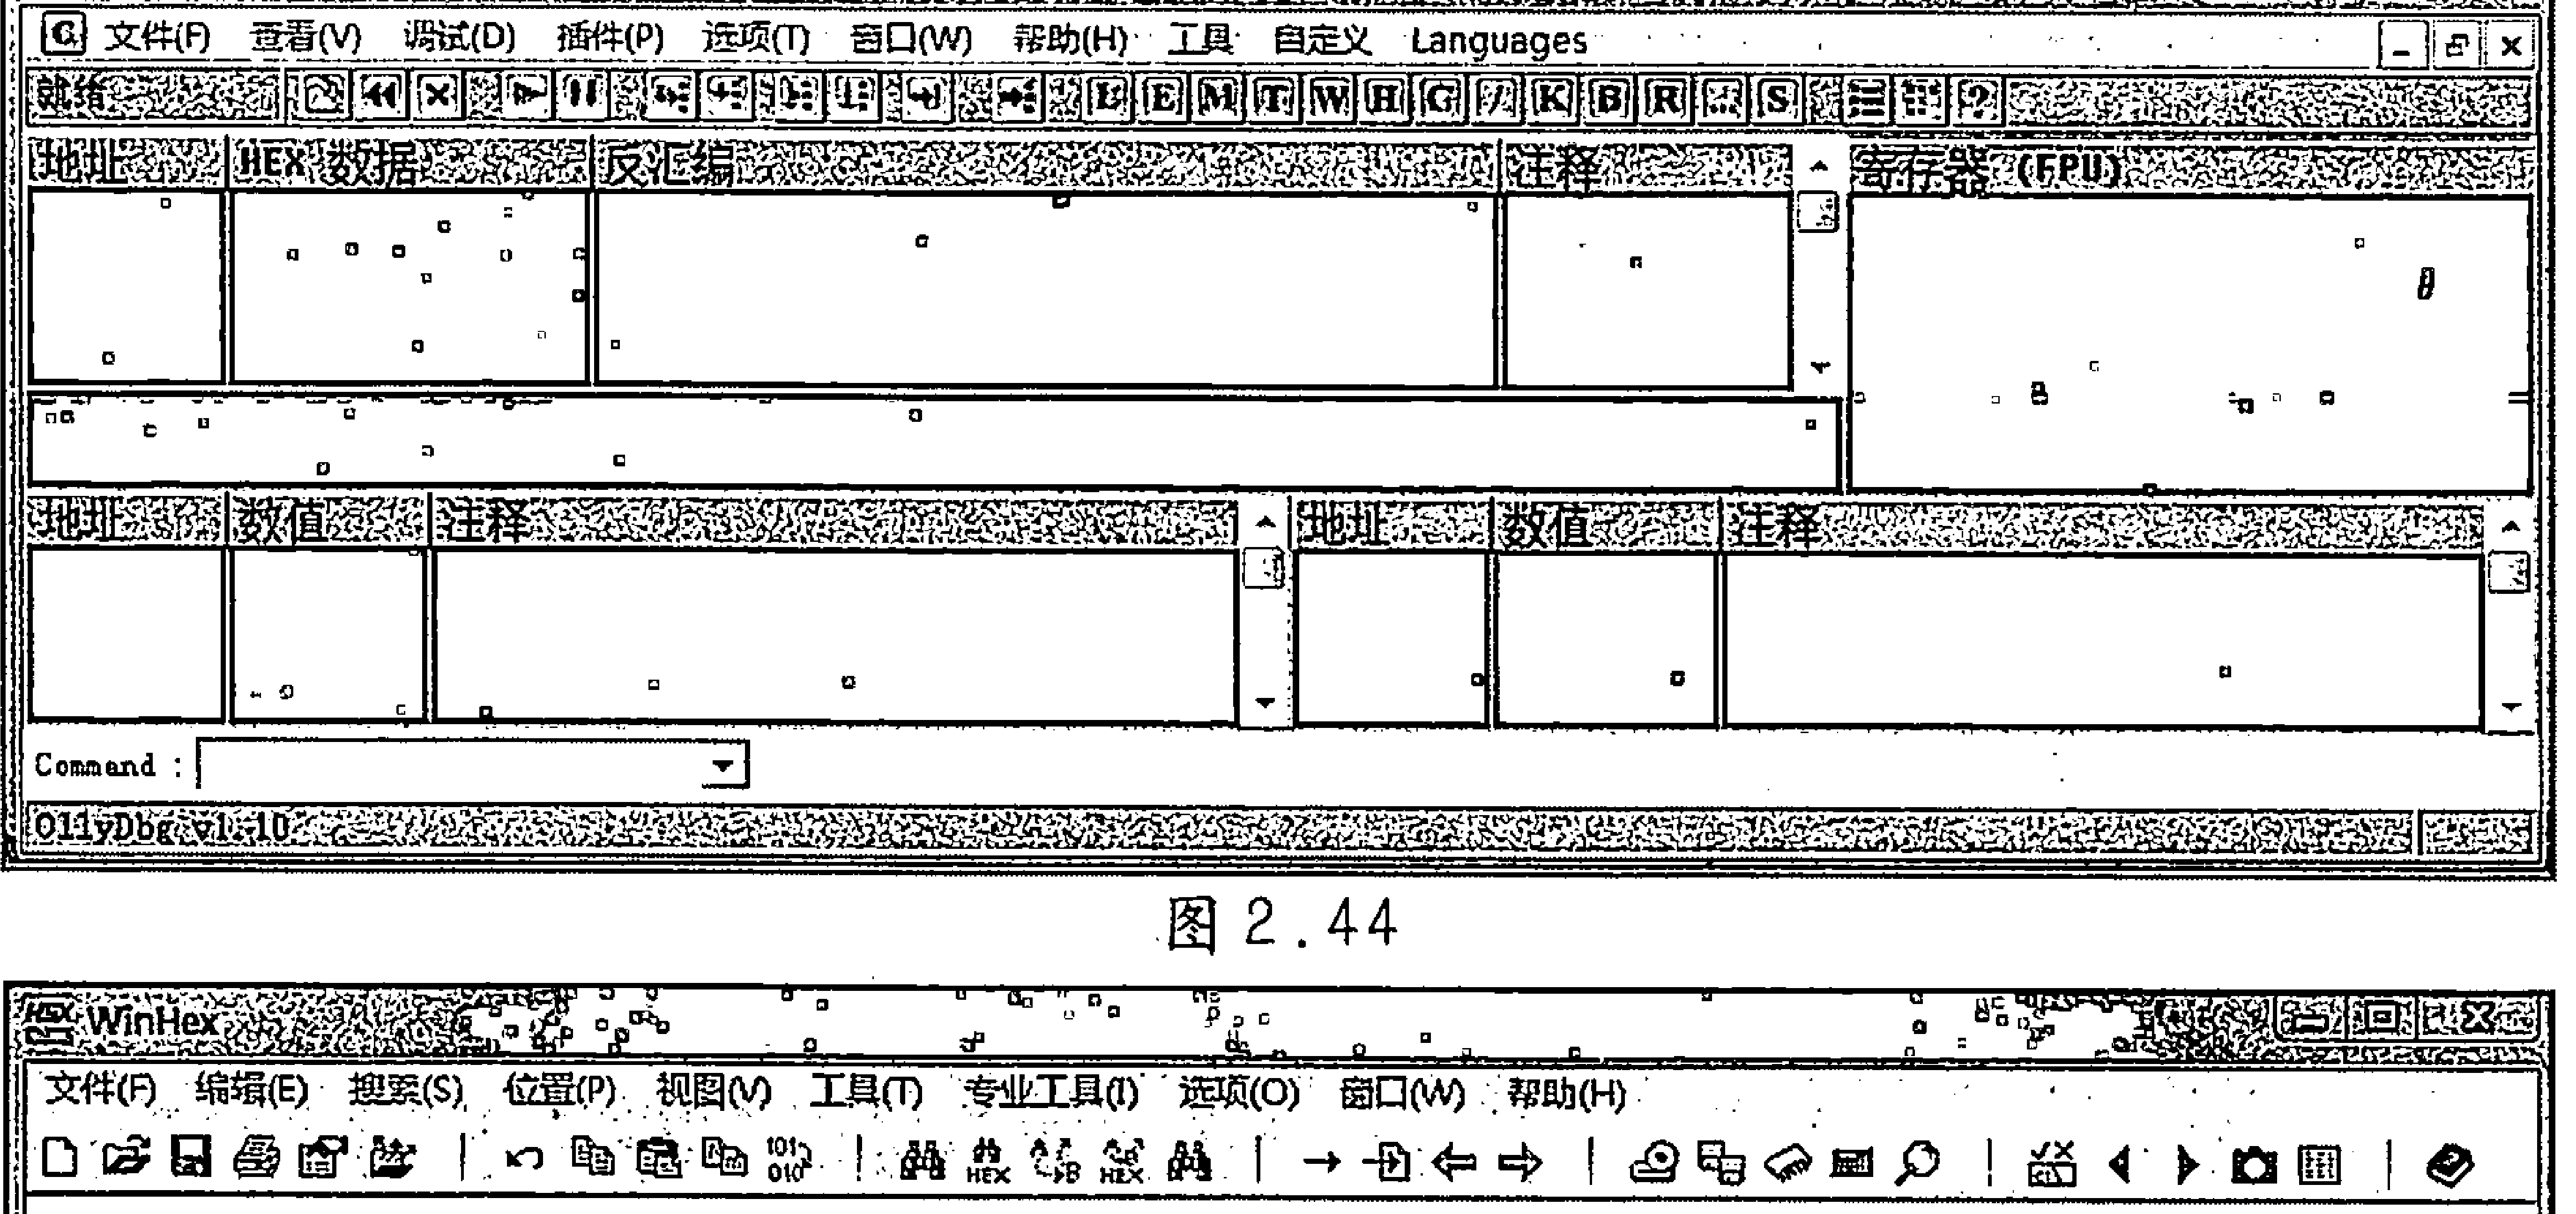 文件(F) 查看(V) 调试(D) 插件(P) 选项(T) 窗口(W) 帮助(H) 工具 自定义 Languages
就绪 L E M T W H C / K B R ... S ?
地址 HEX 数据 反汇编 注释 寄存器 (FPU)
地址 数值 注释 地址 数值 注释
Command :
OllyDbg v1.10
图 2.44
WinHex
文件(F) 编辑(E) 搜索(S) 位置(P) 视图(V) 工具(T) 专业工具(I) 选项(O) 窗口(W) 帮助(H)
101 010 HEX B HEX